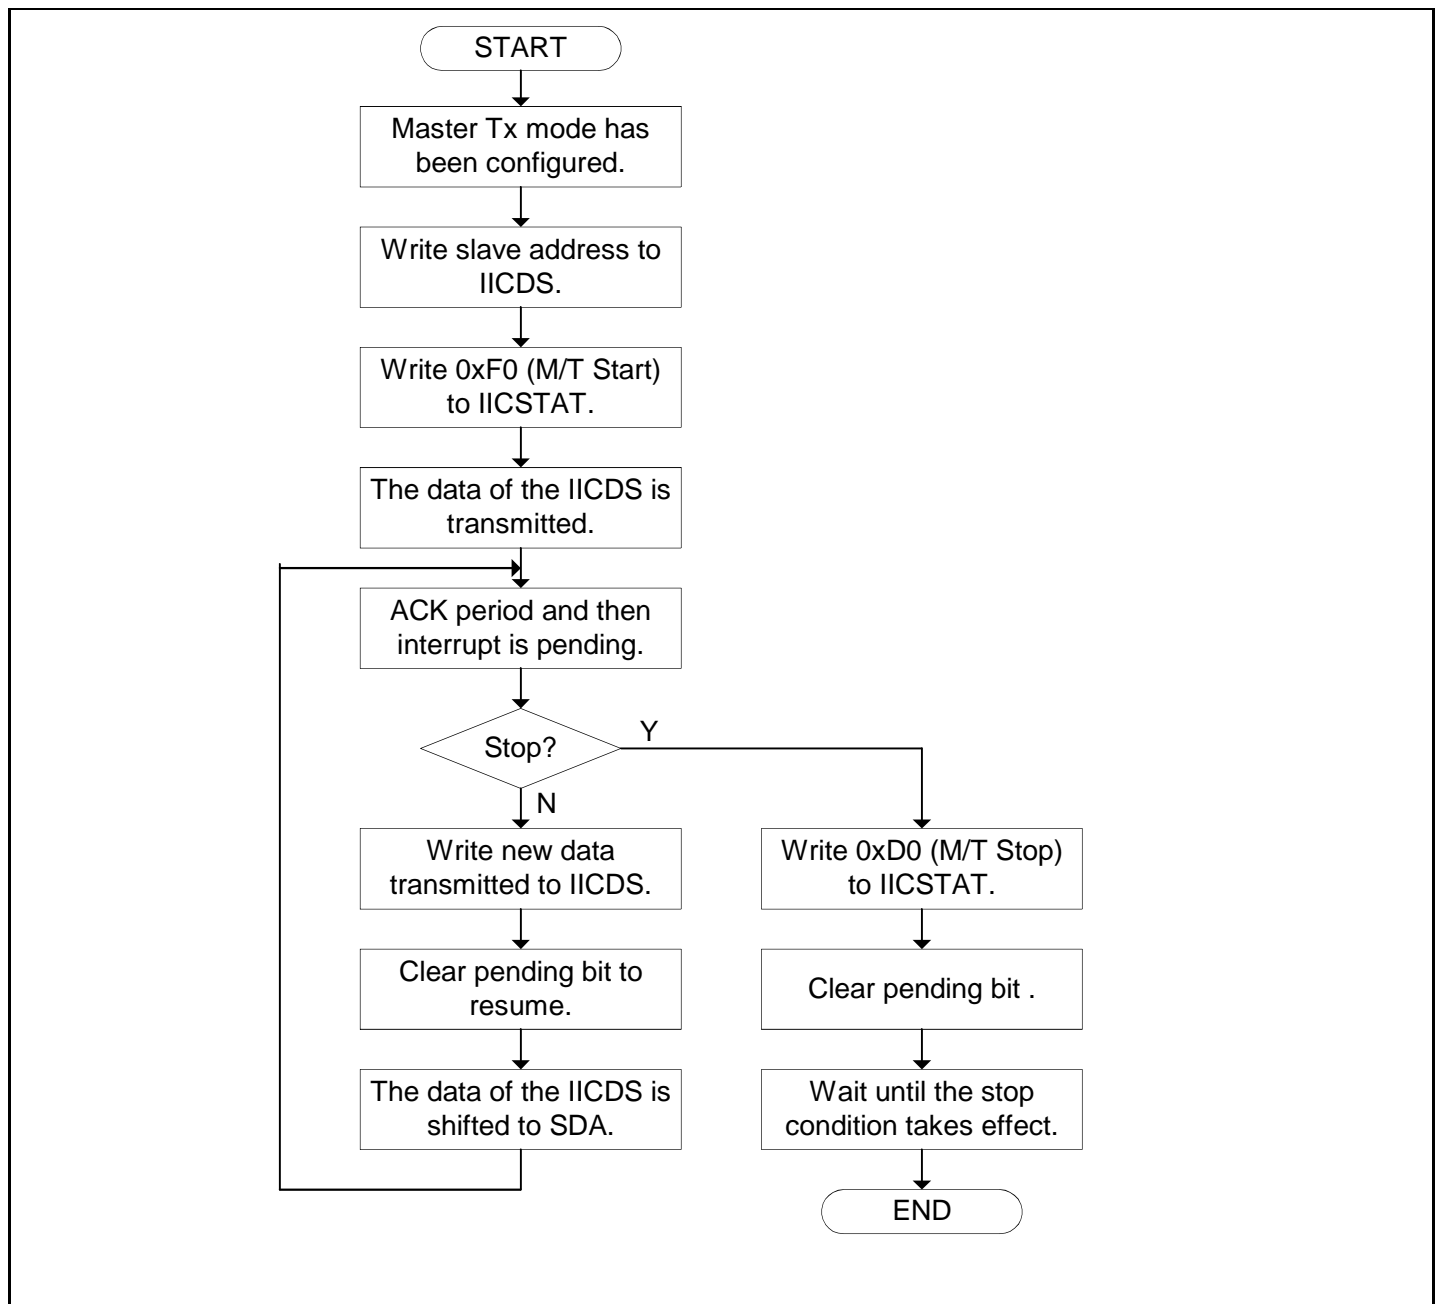 START
Master Tx mode has
been configured.
Write slave address to
IICDS.
Write 0xF0 (M/T Start)
to IICSTAT.
The data of the IICDS is
transmitted.
ACK period and then
interrupt is pending.
Stop?
Y
N
Write new data
transmitted to IICDS.
Clear pending bit to
resume.
The data of the IICDS is
shifted to SDA.
Write 0xD0 (M/T Stop)
to IICSTAT.
Clear pending bit .
Wait until the stop
condition takes effect.
END